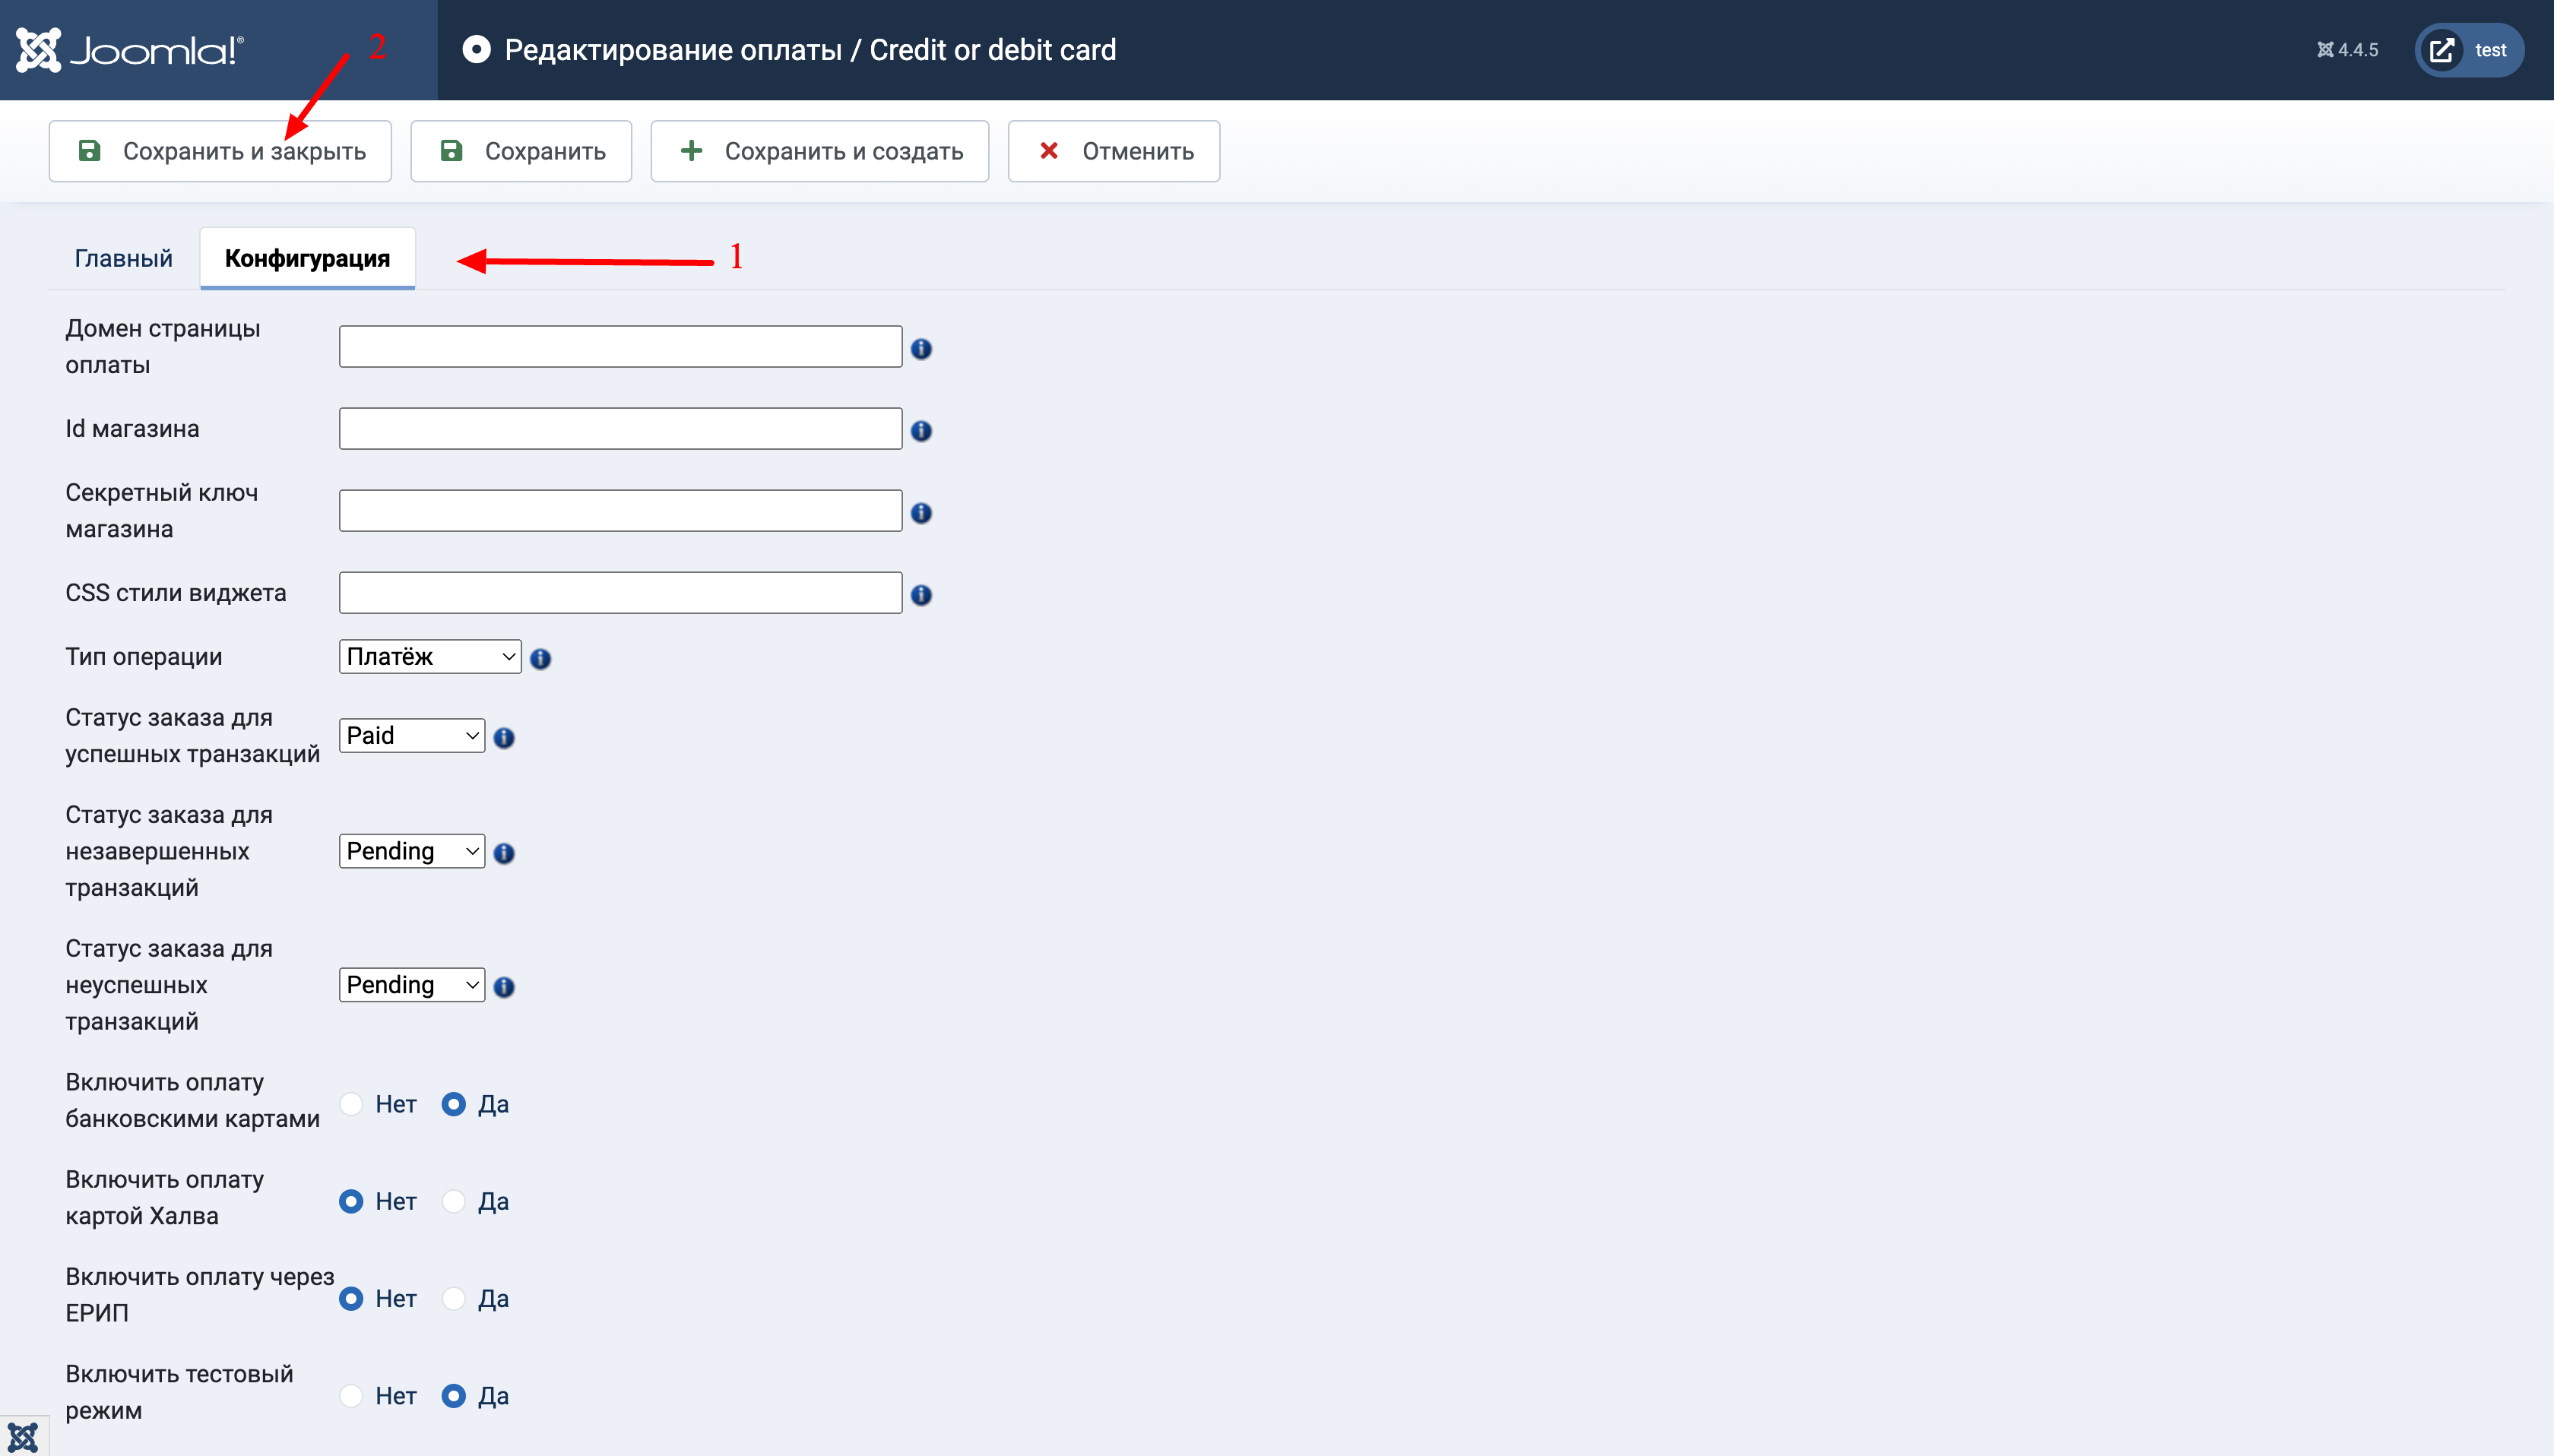 Joomla!®
2
Редактирование оплаты / Credit or debit card
4.4.5
test
Сохранить и закрыть
Сохранить
Сохранить и создать
Отменить
Главный
Конфигурация
1
Домен страницы
оплаты
Id магазина
Секретный ключ
магазина
CSS стили виджета
Тип операции
Платёж
Статус заказа для
успешных транзакций
Paid
Статус заказа для
незавершенных
транзакций
Pending
Статус заказа для
неуспешных
транзакций
Pending
Включить оплату
банковскими картами
Нет Да
Включить оплату
картой Халва
Нет Да
Включить оплату через
ЕРИП
Нет Да
Включить тестовый
режим
Нет Да